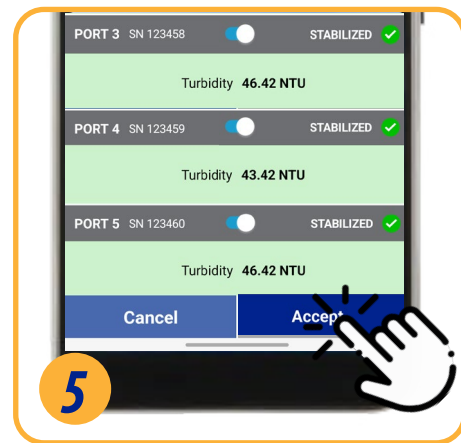 PORT 3 SN 123458 STABILIZED
Turbidity 46.42 NTU
PORT 4 SN 123459 STABILIZED
Turbidity 43.42 NTU
PORT 5 SN 123460 STABILIZED
Turbidity 46.42 NTU
Cancel Accept
5